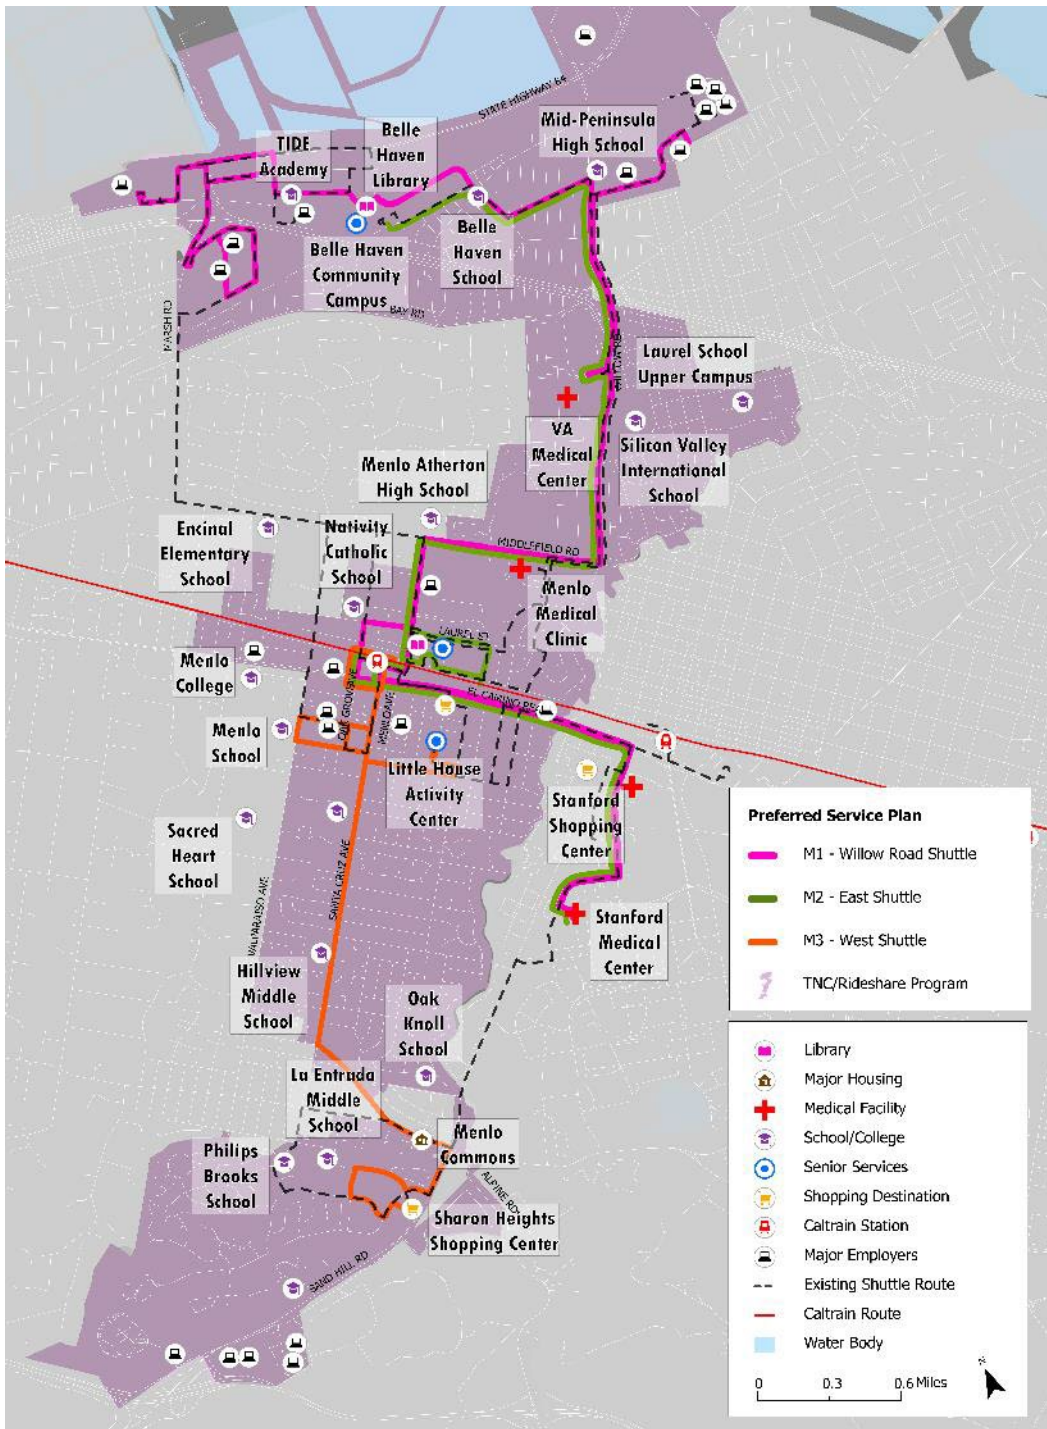 STATE HIGHWAY 84
Mid-Peninsula
High School
Belle
Haven
Library
TIDE
Academy
Belle
Haven
School
Belle Haven
Community
Campus
BAY RD
MARSH RD
Laurel School
Upper Campus
VA
Medical
Center
Silicon Valley
International
School
Menlo Atherton
High School
Encinal
Elementary
School
Nativity
Catholic
School
MIDDLEFIELD RD
Menlo
Medical
Clinic
LAUREL ST
Menlo
College
EL CAMINO REAL
MENLO AVE
Menlo
School
Little House
Activity
Center
Stanford
Shopping
Center
Sacred
Heart
School
SANTA CRUZ AVE
VALPARAISO AVE
Stanford
Medical
Center
Hillview
Middle
School
Oak
Knoll
School
La Entrada
Middle
School
Menlo
Commons
Philips
Brooks
School
ALPINE RD
Sharon Heights
Shopping Center
SAND HILL RD
Preferred Service Plan
M1 - Willow Road Shuttle
M2 - East Shuttle
M3 - West Shuttle
TNC/Rideshare Program
Library
Major Housing
Medical Facility
School/College
Senior Services
Shopping Destination
Caltrain Station
Major Employers
Existing Shuttle Route
Caltrain Route
Water Body
0 0.3 0.6 Miles